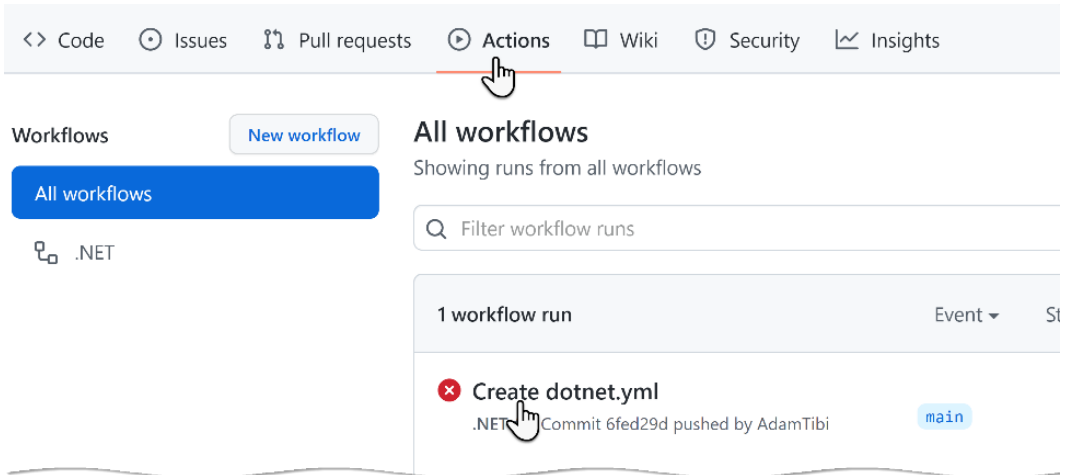 Code Issues Pull requests Actions Wiki Security Insights
Workflows
New workflow
All workflows
.NET
All workflows
Showing runs from all workflows
Filter workflow runs
1 workflow run
Event
Create dotnet.yml
.NET Commit 6fed29d pushed by AdamTibi
main